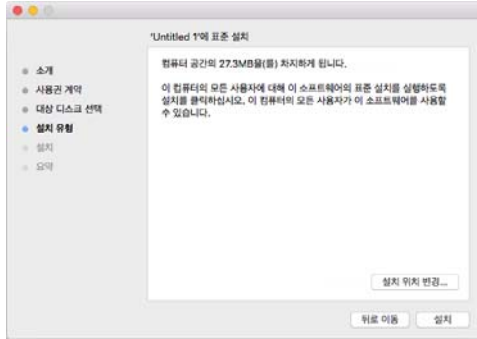 'Untitled 1'에 표준 설치
소개
사용권 계약
대상 디스크 선택
설치 유형
설치
요약
컴퓨터 공간의 27.3MB을(를) 차지하게 됩니다.
이 컴퓨터의 모든 사용자에 대해 이 소프트웨어의 표준 설치를 실행하도록
설치를 클릭하십시오. 이 컴퓨터의 모든 사용자가 이 소프트웨어를 사용할
수 있습니다.
설치 위치 변경...
뒤로 이동
설치